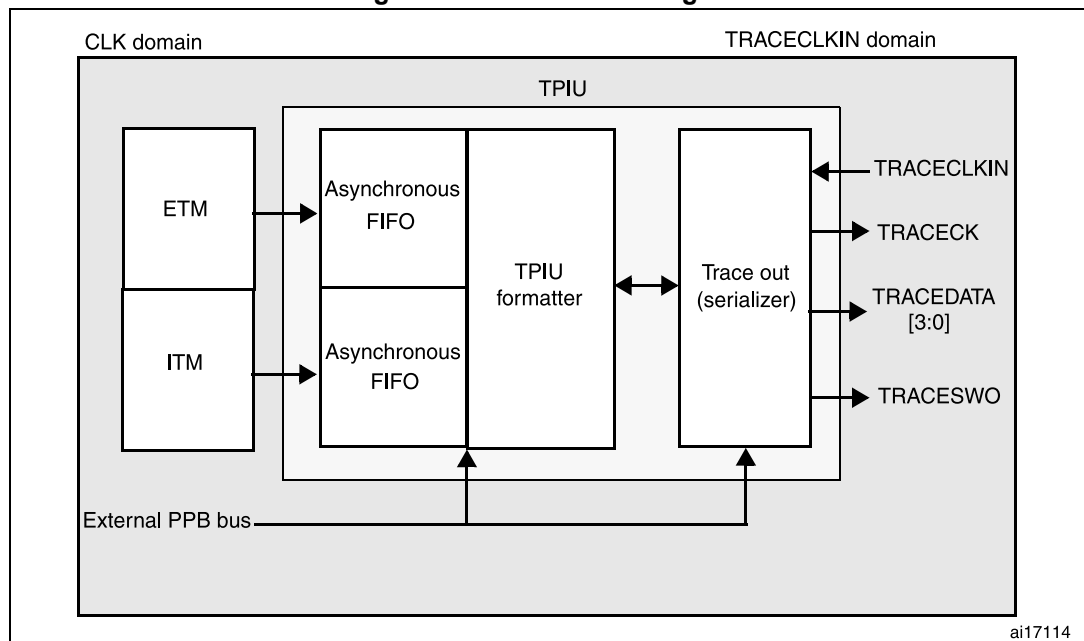 CLK domain
TRACECLKIN domain
TPIU
ETM
Asynchronous
FIFO
TPIU
formatter
Trace out
(serializer)
TRACECLKIN
TRACECK
TRACEDATA
[3:0]
TRACESWO
ITM
Asynchronous
FIFO
External PPB bus
ai17114